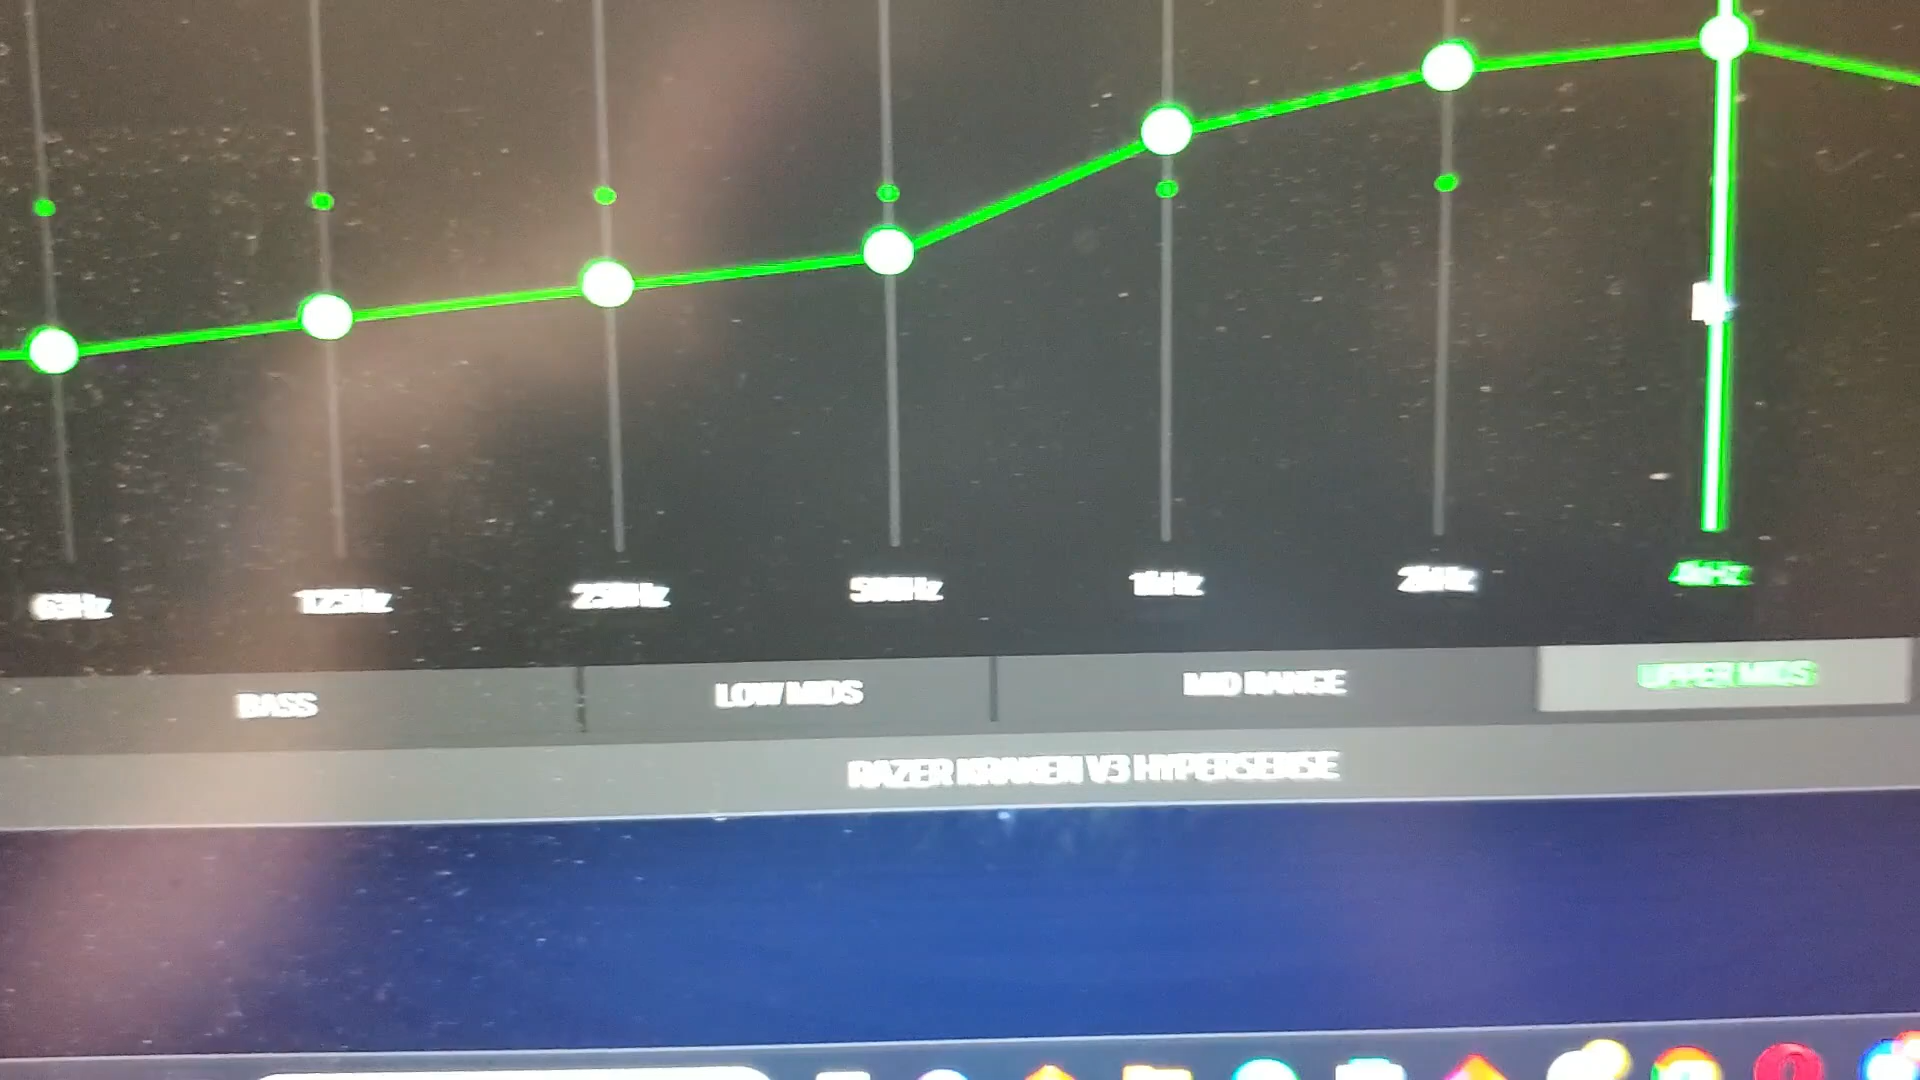 63Hz 125Hz 250Hz 500Hz 1kHz 2kHz 4kHz
BASS LOW MIDS MID RANGE UPPER MIDS
RAZER KRAKEN V3 HYPERSENSE